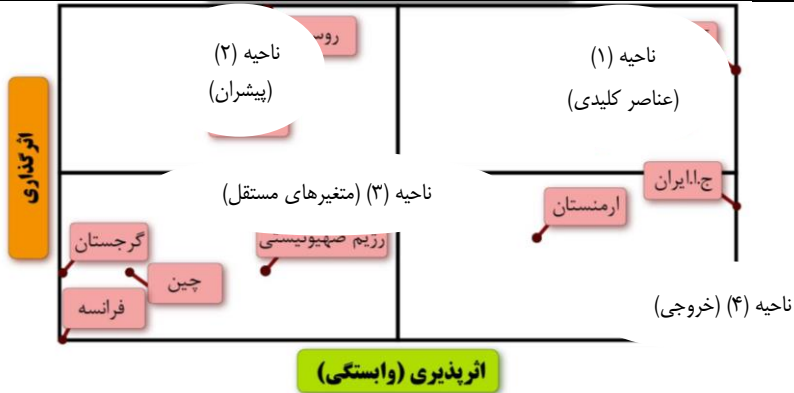 ناحیه (۱)
(عناصر کلیدی)
ناحیه (۲)
(پیشران)
ناحیه (۳) (متغیرهای مستقل)
ج.ا.ایران
ارمنستان
رژیم صهیونیستی
گرجستان
چین
فرانسه
ناحیه (۴) (خروجی)
اثرگذاری
اثرپذیری (وابستگی)